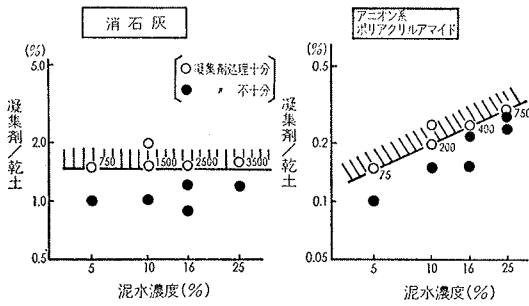 消石灰
(%)
5.0
2.0
1.0
0.5
凝集剤/乾土
○凝集剤処理十分
● 〃 不十分
750
1500
2500
3500
5
10
16
25
泥水濃度(%)
アニオン系
ポリアクリルアマイド
(%)
0.5
0.2
0.1
0.05
凝集剤/乾土
75
200
400
750
5
10
16
25
泥水濃度(%)